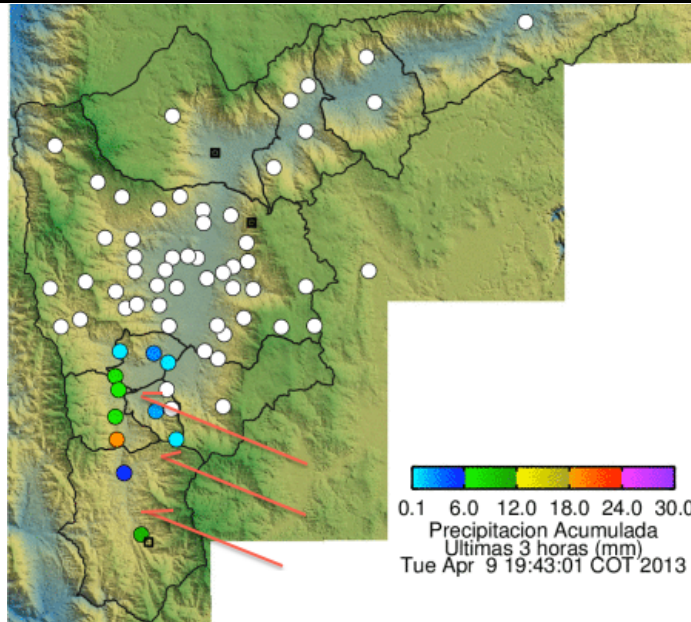 0.1 6.0 12.0 18.0 24.0 30.0
Precipitacion Acumulada
Ultimas 3 horas (mm)
Tue Apr 9 19:43:01 COT 2013